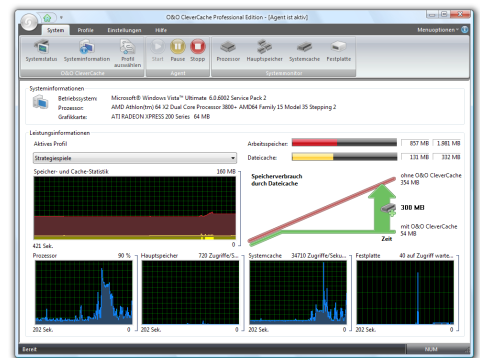 O&O CleverCache Professional Edition - [Agent ist aktiv]
System Profile Einstellungen Hilfe Menuoptionen
Systemstatus Systeminformation Profil auswählen Start Pause Stopp Prozessor Hauptspeicher Systemcache Festplatte
O&O CleverCache Agent Systemmonitor
Systeminformationen
Betriebssystem: Microsoft® Windows Vista™ Ultimate 6.0.6002 Service Pack 2
Prozessor: AMD Athlon(tm) 64 X2 Dual Core Processor 3800+ AMD64 Family 15 Model 35 Stepping 2
Grafikkarte: ATI RADEON XPRESS 200 Series 64 MB
Leistungsinformationen
Aktives Profil Arbeitsspeicher: 857 MB 1.981 MB
Strategiespiele Dateicache: 131 MB 332 MB
Speicher- und Cache-Statistik 160 MB
Speicherverbrauch durch Dateicache
ohne O&O CleverCache
354 MB
300 MB
mit O&O CleverCache
54 MB
Zeit
421 Sek. 0
Prozessor 90 % Hauptspeicher 720 Zugriffe/S... Systemcache 34710 Zugriffe/Seku... Festplatte 40 auf Zugriff warte...
202 Sek. 0 202 Sek. 0 202 Sek. 0 202 Sek. 0
Bereit NUM